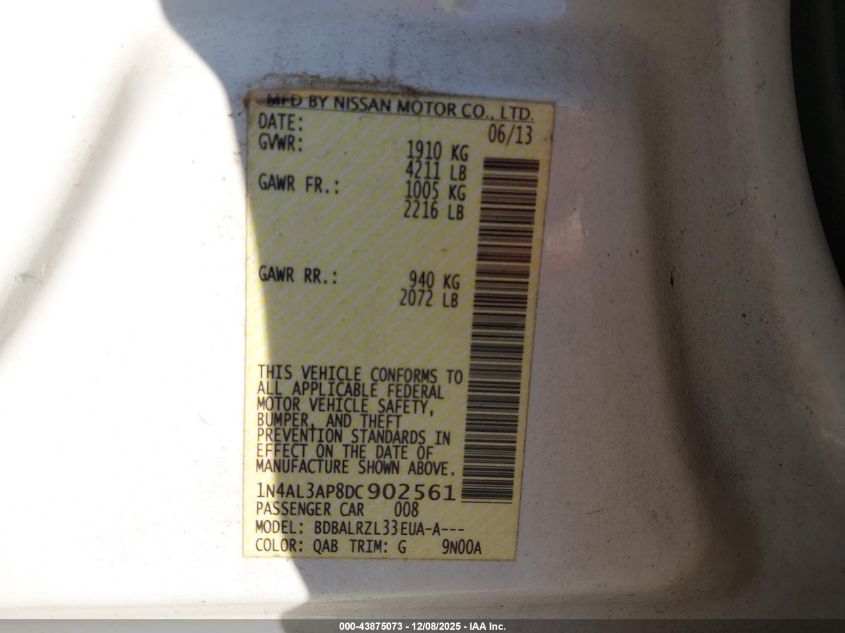 MFD BY NISSAN MOTOR CO., LTD.
DATE: 06/13
GVWR: 1910 KG
4211 LB
GAWR FR.: 1005 KG
2216 LB
GAWR RR.: 940 KG
2072 LB
THIS VEHICLE CONFORMS TO
ALL APPLICABLE FEDERAL
MOTOR VEHICLE SAFETY,
BUMPER, AND THEFT
PREVENTION STANDARDS IN
EFFECT ON THE DATE OF
MANUFACTURE SHOWN ABOVE.
1N4AL3AP8DC902561
PASSENGER CAR 008
MODEL: BDBALRZL33EUA-A---
COLOR: QAB TRIM: G 9N00A
000-43875073 - 12/08/2025 - IAA Inc.